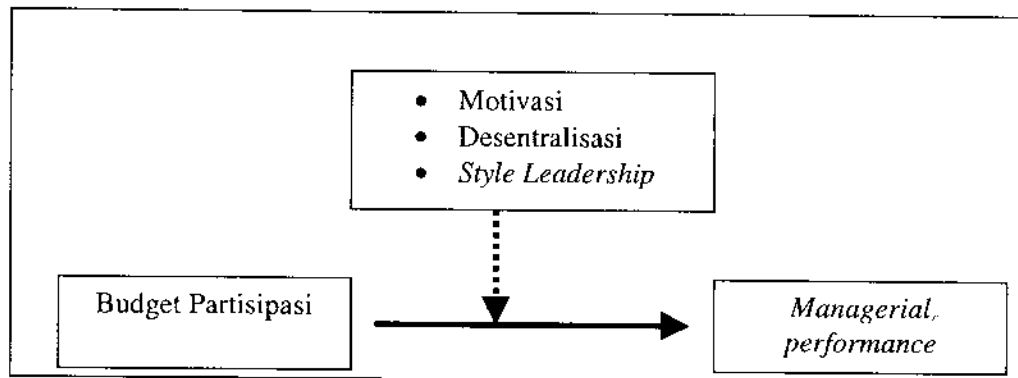 • Motivasi
• Desentralisasi
• Style Leadership
Budget Partisipasi
Managerial,
performance